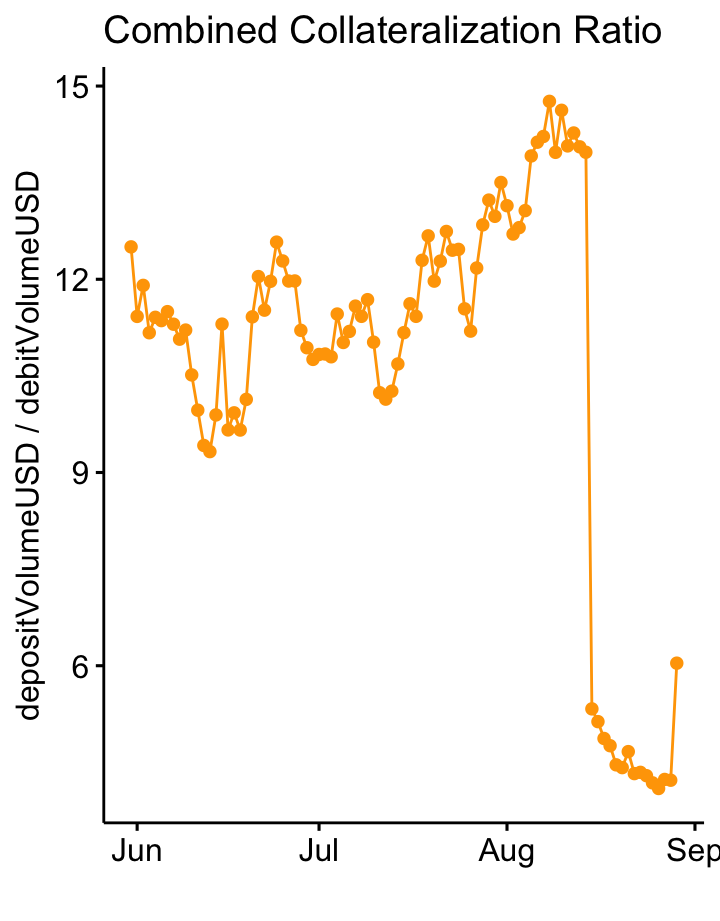 Combined Collateralization Ratio
depositVolumeUSD / debitVolumeUSD
15
12
9
6
Jun
Jul
Aug
Sep